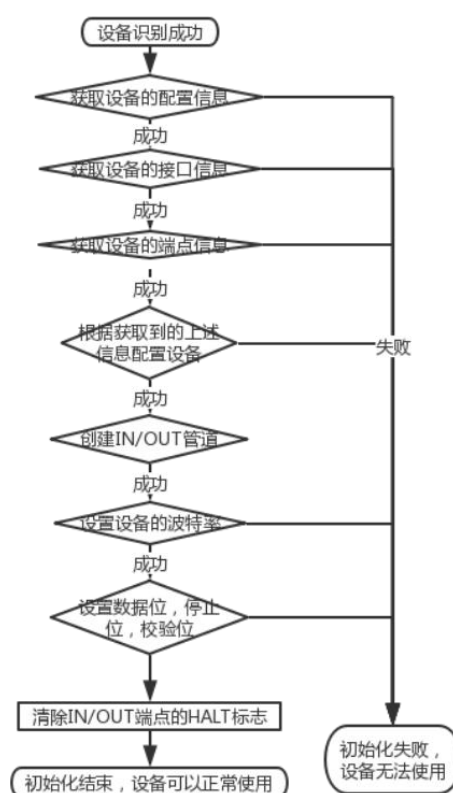 设备识别成功
获取设备的配置信息
成功
获取设备的接口信息
成功
获取设备的端点信息
成功
根据获取到的上述
信息配置设备
失败
成功
创建IN/OUT管道
成功
设置设备的波特率
成功
设置数据位，停止
位，校验位
清除IN/OUT端点的HALT标志
初始化失败，
设备无法使用
初始化结束，设备可以正常使用